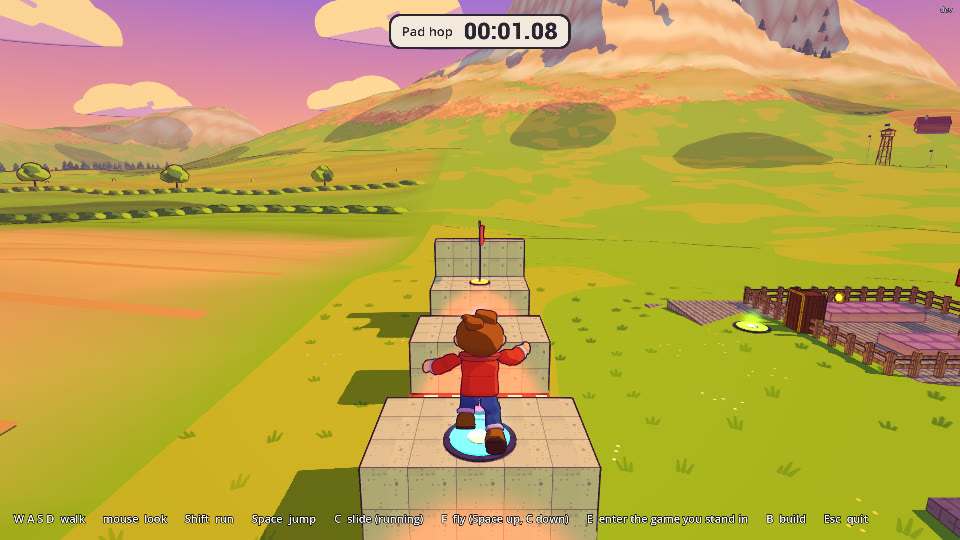 dev
Pad hop 00:01.08
W A S D walk mouse look Shift run Space jump C slide (running) F fly (Space up, C down) E enter the game you stand in B build Esc quit